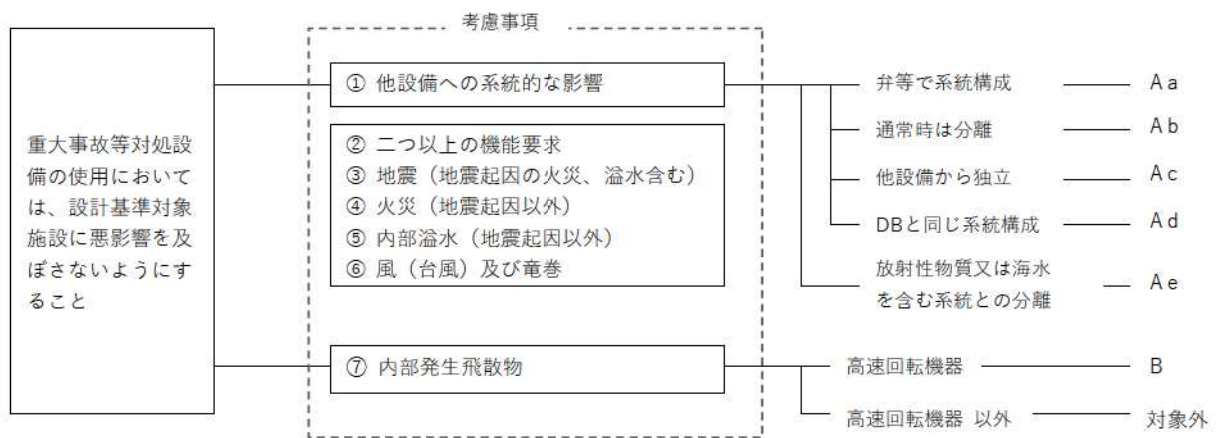 考慮事項
重大事故等対処設
備の使用において
は、設計基準対象
施設に悪影響を及
ぼさないようにす
ること
① 他設備への系統的な影響
② 二つ以上の機能要求
③ 地震（地震起因の火災、溢水含む）
④ 火災（地震起因以外）
⑤ 内部溢水（地震起因以外）
⑥ 風（台風）及び竜巻
⑦ 内部発生飛散物
弁等で系統構成 Aa
通常時は分離 Ab
他設備から独立 Ac
DBと同じ系統構成 Ad
放射性物質又は海水
を含む系統との分離 Ae
高速回転機器 B
高速回転機器 以外 対象外